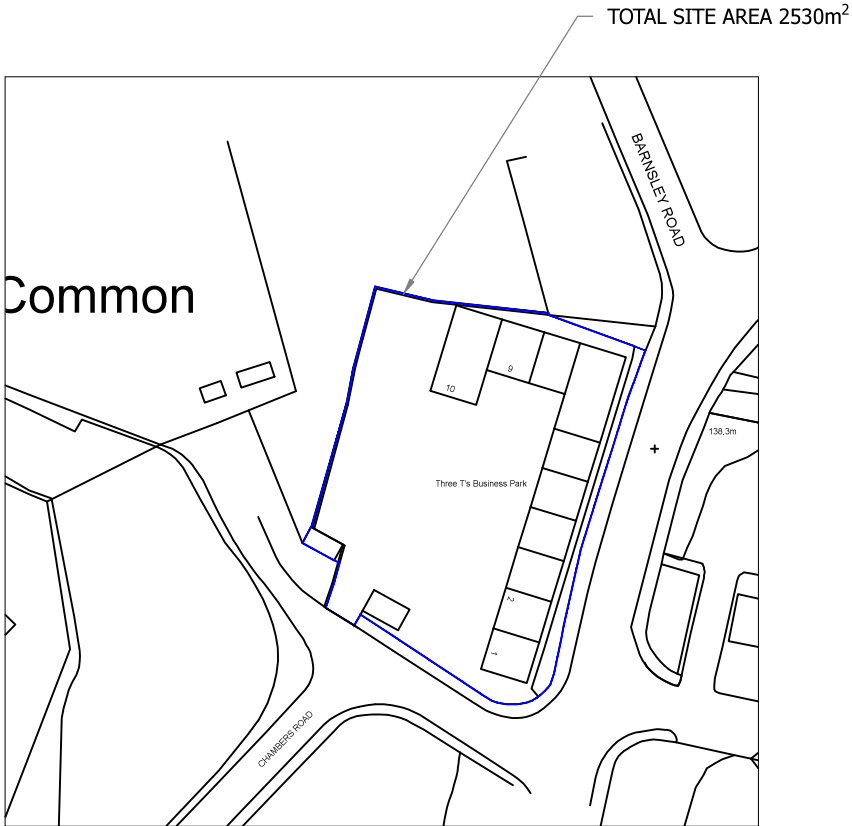 TOTAL SITE AREA 2530m²
BARNSLEY ROAD
Common
9
10
138,3m
Three T's Business Park
2
1
CHAMBERS ROAD